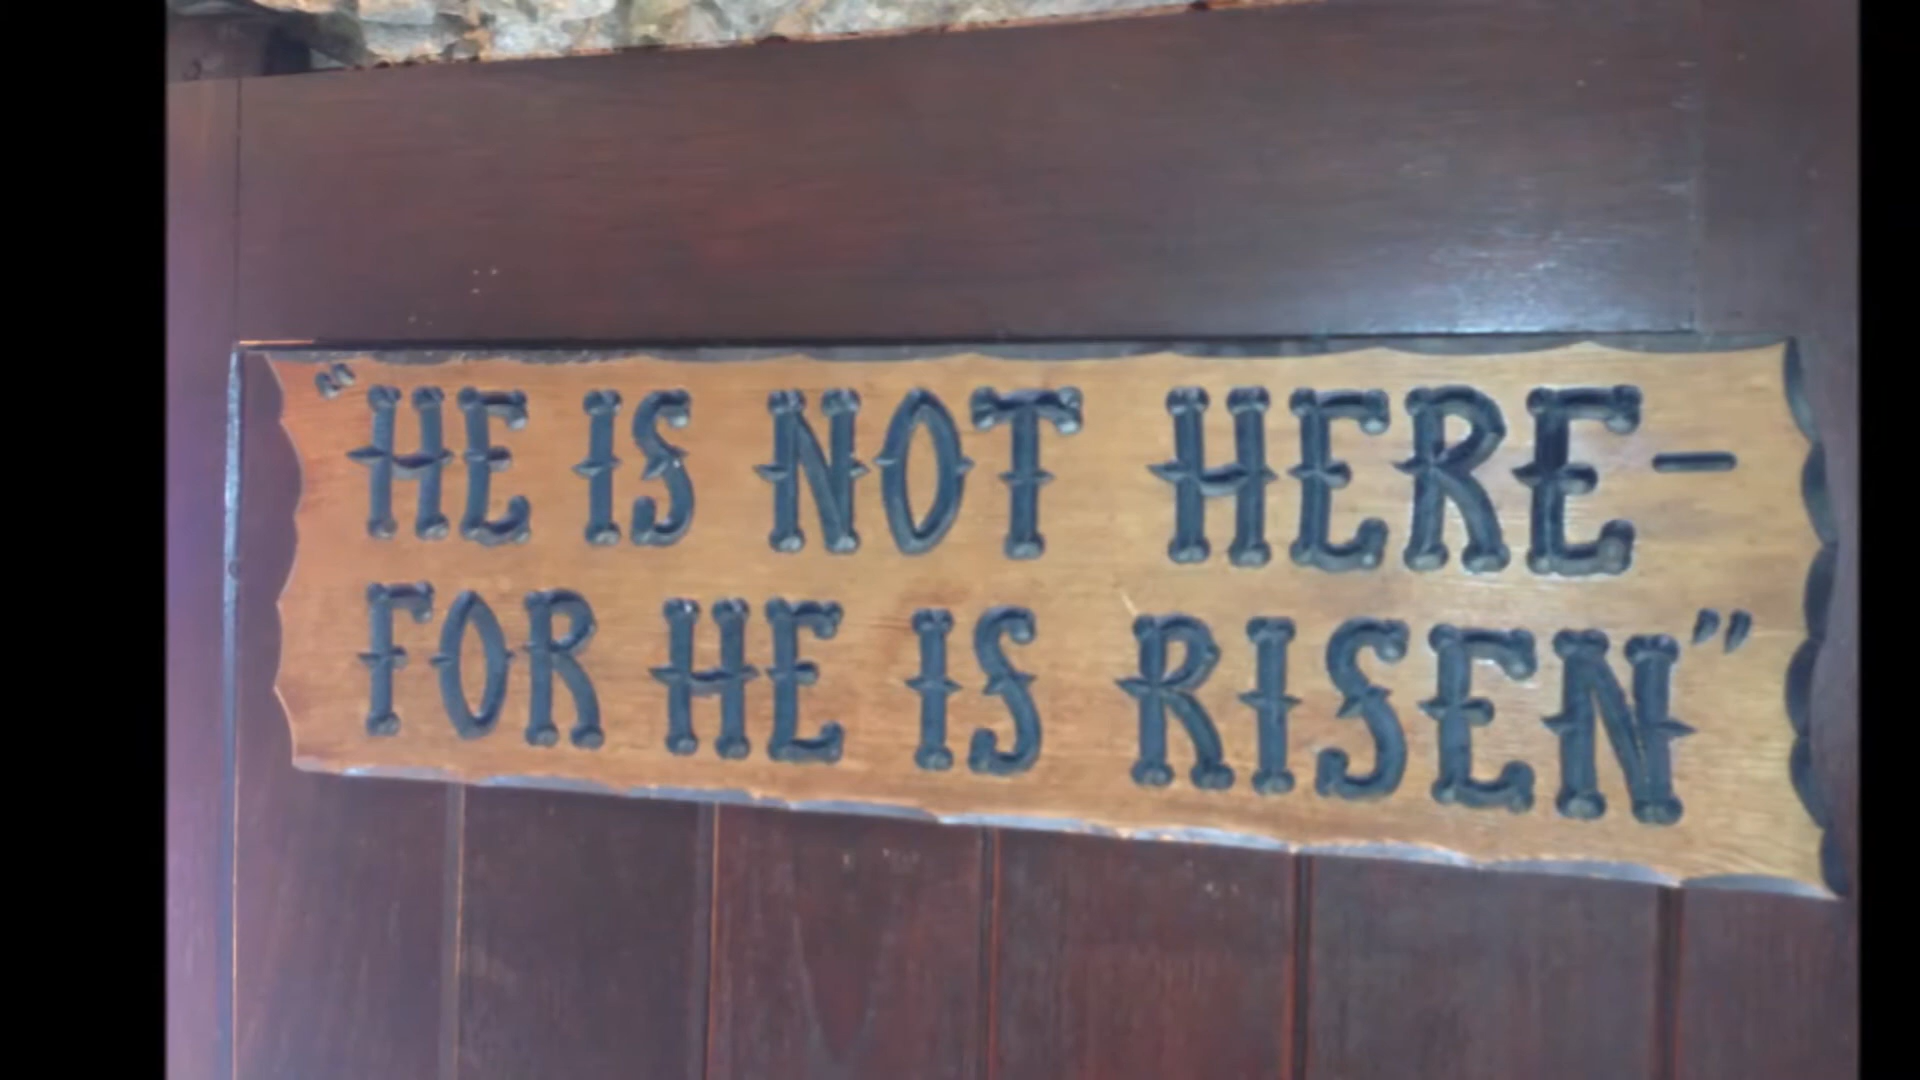 “HE IS NOT HERE–
FOR HE IS RISEN”